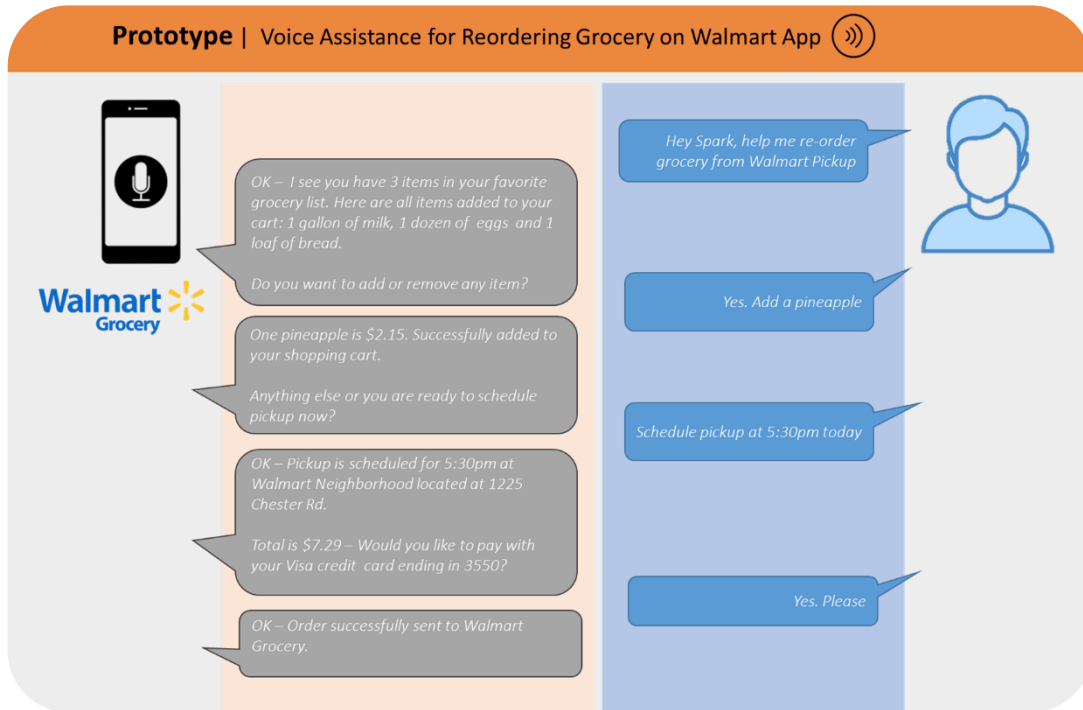 Prototype | Voice Assistance for Reordering Grocery on Walmart App
Hey Spark, help me re-order
grocery from Walmart Pickup
OK – I see you have 3 items in your favorite
grocery list. Here are all items added to your
cart: 1 gallon of milk, 1 dozen of eggs and 1
loaf of bread.
Do you want to add or remove any item?
Walmart
Grocery
Yes. Add a pineapple
One pineapple is $2.15. Successfully added to
your shopping cart.
Anything else or you are ready to schedule
pickup now?
Schedule pickup at 5:30pm today
OK – Pickup is scheduled for 5:30pm at
Walmart Neighborhood located at 1225
Chester Rd.
Total is $7.29 – Would you like to pay with
your Visa credit card ending in 3550?
Yes. Please
OK – Order successfully sent to Walmart
Grocery.